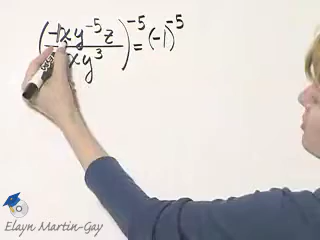 (-1xy⁻⁵z / xy³)⁻⁵ = (-1)⁻⁵
Elayn Martin-Gay